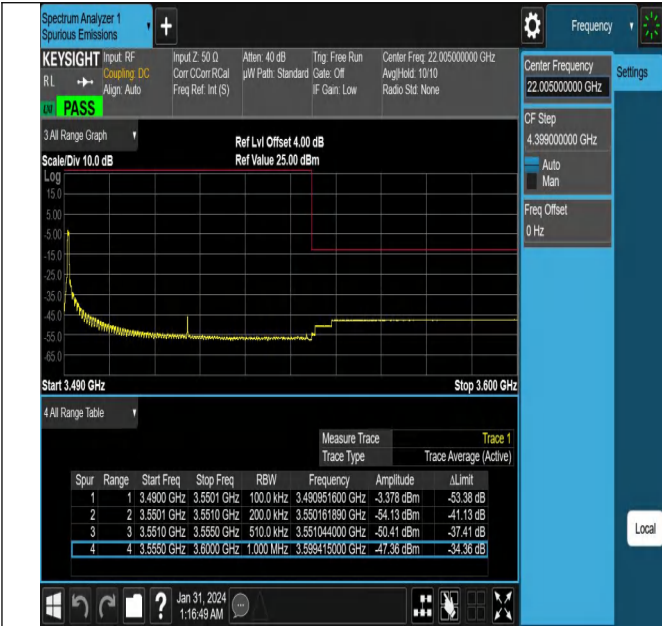 Spectrum Analyzer 1
Spurious Emissions
Frequency
KEYSIGHT
RL
LXI PASS
Input: RF
Coupling: DC
Align: Auto
Input Z: 50 Ω
Corr CCorr RCal
Freq Ref: Int (S)
Atten: 40 dB
µW Path: Standard
Trig: Free Run
Gate: Off
IF Gain: Low
Center Freq: 22.005000000 GHz
Avg|Hold: 10/10
Radio Std: None
Center Frequency
22.005000000 GHz
Settings
CF Step
4.399000000 GHz
Auto
Man
Freq Offset
0 Hz
3 All Range Graph
Scale/Div 10.0 dB
Ref Lvl Offset 4.00 dB
Ref Value 25.00 dBm
Log
15.0
5.00
-5.00
-15.0
-25.0
-35.0
-45.0
-55.0
-65.0
Start 3.490 GHz
Stop 3.600 GHz
4 All Range Table
Measure Trace Trace 1
Trace Type Trace Average (Active)
Spur Range Start Freq Stop Freq RBW Frequency Amplitude ΔLimit
1 1 3.4900 GHz 3.5501 GHz 100.0 kHz 3.490951600 GHz -3.378 dBm -53.38 dB
2 2 3.5501 GHz 3.5510 GHz 200.0 kHz 3.550161890 GHz -54.13 dBm -41.13 dB
3 3 3.5510 GHz 3.5550 GHz 510.0 kHz 3.551044000 GHz -50.41 dBm -37.41 dB
4 4 3.5550 GHz 3.6000 GHz 1.000 MHz 3.599415000 GHz -47.36 dBm -34.36 dB
Local
Jan 31, 2024
1:16:49 AM